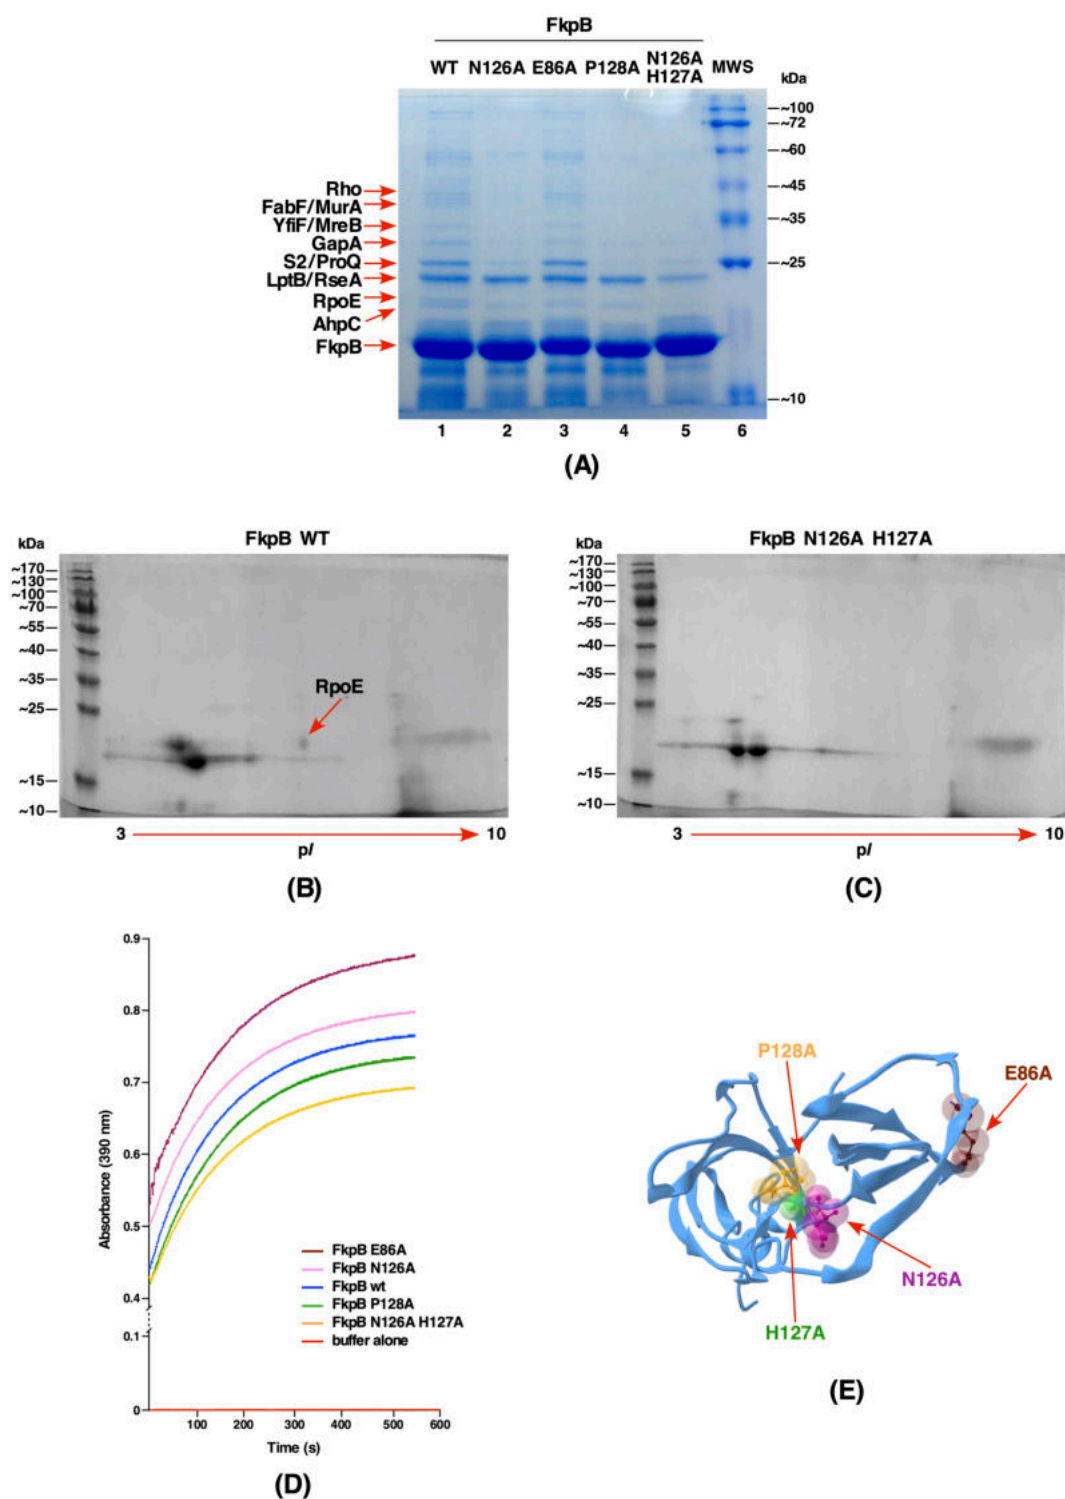 FkpB
WT N126A E86A P128A N126A H127A MWS
kDa
~100
~72
~60
~45
~35
~25
~10
Rho
FabF/MurA
YfiF/MreB
GapA
S2/ProQ
LptB/RseA
RpoE
AhpC
FkpB
1 2 3 4 5 6
(A)
FkpB WT
kDa
~170
~130
~100
~70
~55
~40
~35
~25
~15
~10
RpoE
3 10
pI
(B)
FkpB N126A H127A
kDa
~170
~130
~100
~70
~55
~40
~35
~25
~15
~10
3 10
pI
(C)
0.9
0.8
0.7
0.6
0.5
0.4
0.1
0
Absorbance (390 nm)
FkpB E86A
FkpB N126A
FkpB wt
FkpB P128A
FkpB N126A H127A
buffer alone
100 200 300 400 500 600
Time (s)
(D)
P128A
E86A
N126A
H127A
(E)